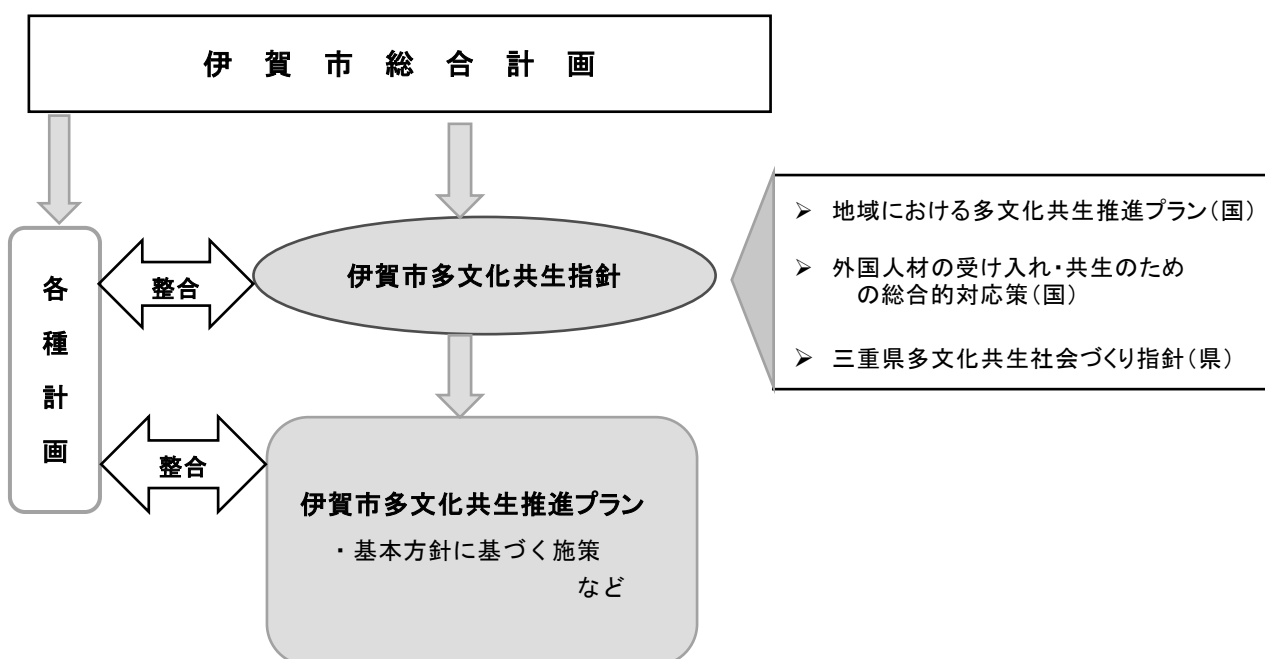 伊賀市総合計画
各種計画
整合
伊賀市多文化共生指針
➢ 地域における多文化共生推進プラン(国)
➢ 外国人材の受け入れ・共生のため
の総合的対応策(国)
➢ 三重県多文化共生社会づくり指針(県)
整合
伊賀市多文化共生推進プラン
・基本方針に基づく施策
など